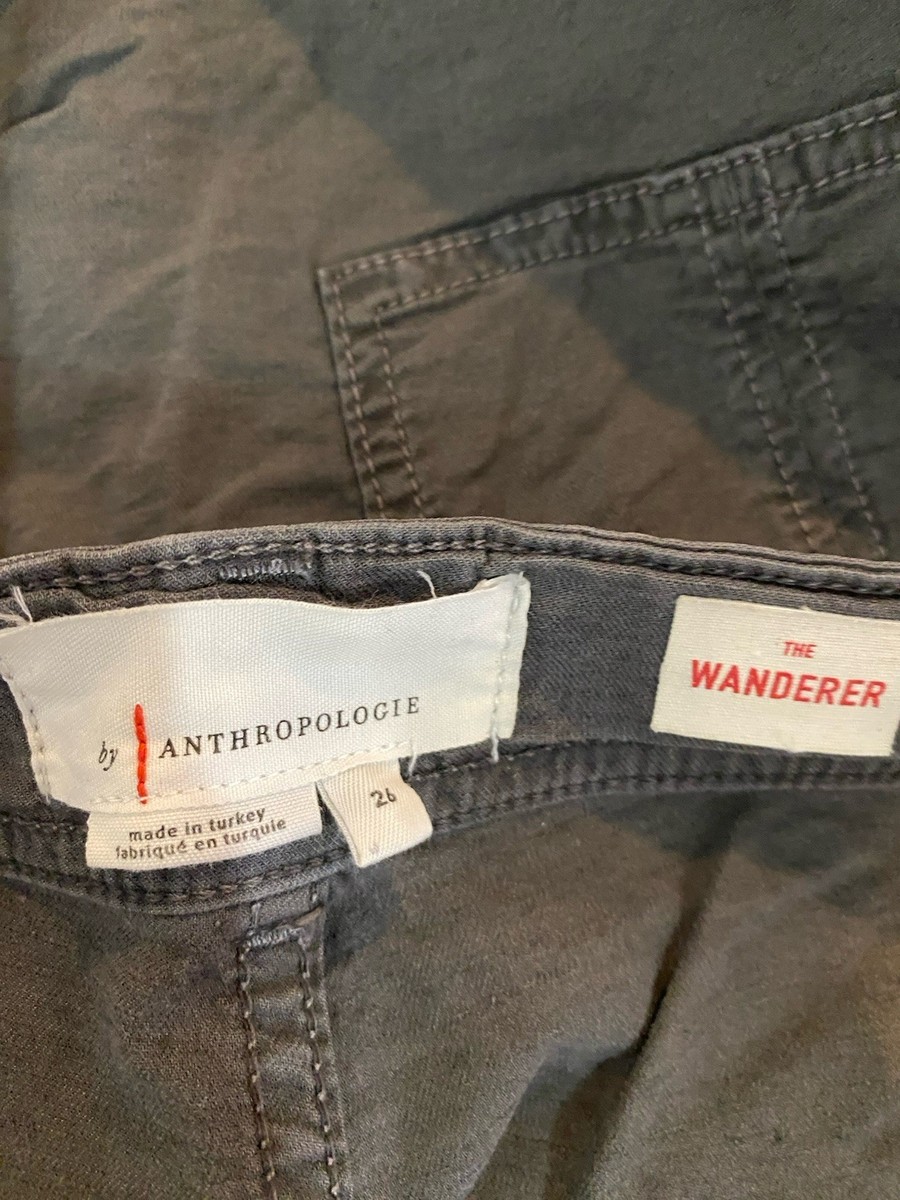 by ANTHROPOLOGIE
made in turkey
fabriqué en turquie
26
THE
WANDERER